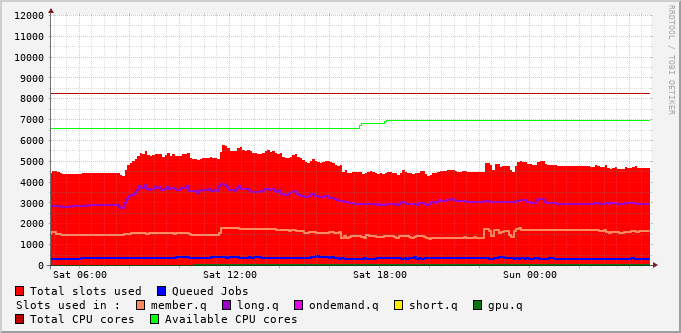 12000
11000
10000
9000
8000
7000
6000
5000
4000
3000
2000
1000
0
Sat 06:00 Sat 12:00 Sat 18:00 Sun 00:00
Total slots used Queued Jobs
Slots used in : member.q long.q ondemand.q short.q gpu.q
Total CPU cores Available CPU cores
RRDTOOL / TOBI OETIKER